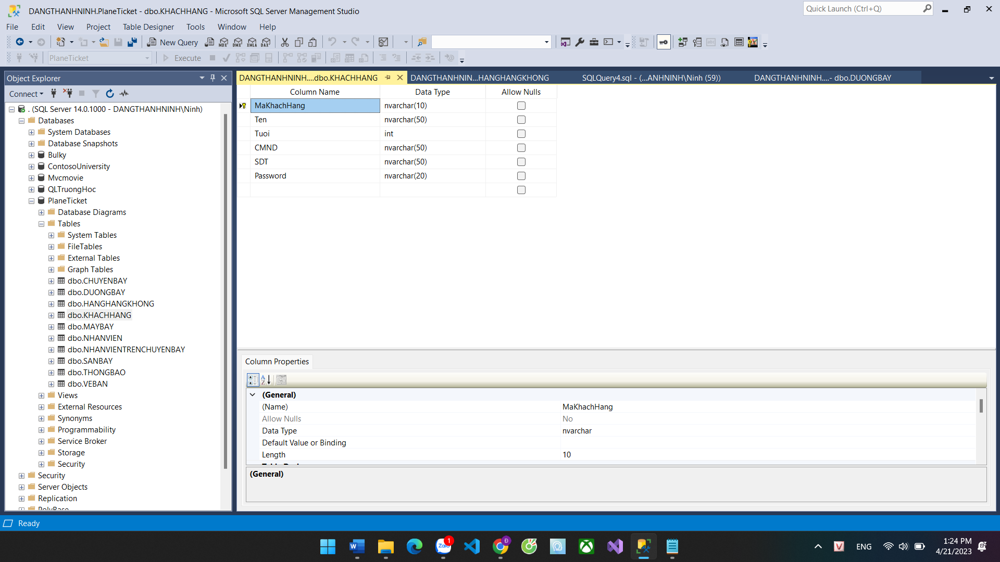 DANGTHANHNINH.PlaneTicket - dbo.KHACHHANG - Microsoft SQL Server Management Studio
Quick Launch (Ctrl+Q)
File Edit View Project Table Designer Tools Window Help
New Query
PlaneTicket Execute
Object Explorer
Connect
. (SQL Server 14.0.1000 - DANGTHANHNINH\Ninh)
Databases
System Databases
Database Snapshots
Bulky
ContosoUniversity
Mvcmovie
QLTruongHoc
PlaneTicket
Database Diagrams
Tables
System Tables
FileTables
External Tables
Graph Tables
dbo.CHUYENBAY
dbo.DUONGBAY
dbo.HANGHANGKHONG
dbo.KHACHHANG
dbo.MAYBAY
dbo.NHANVIEN
dbo.NHANVIENTRENCHUYENBAY
dbo.SANBAY
dbo.THONGBAO
dbo.VEBAN
Views
External Resources
Synonyms
Programmability
Service Broker
Storage
Security
Security
Server Objects
Replication
PolyBase
DANGTHANHNINH....dbo.KHACHHANG DANGTHANHNIN...HANGHANGKHONG SQLQuery4.sql - (...ANHNINH\Ninh (59)) DANGTHANHNINH....- dbo.DUONGBAY
Column Name Data Type Allow Nulls
MaKhachHang nvarchar(10)
Ten nvarchar(50)
Tuoi int
CMND nvarchar(50)
SDT nvarchar(50)
Password nvarchar(20)
Column Properties
(General)
(Name) MaKhachHang
Allow Nulls No
Data Type nvarchar
Default Value or Binding
Length 10
(General)
Ready
Zalo 1
Đ
ENG
1:24 PM
4/21/2023